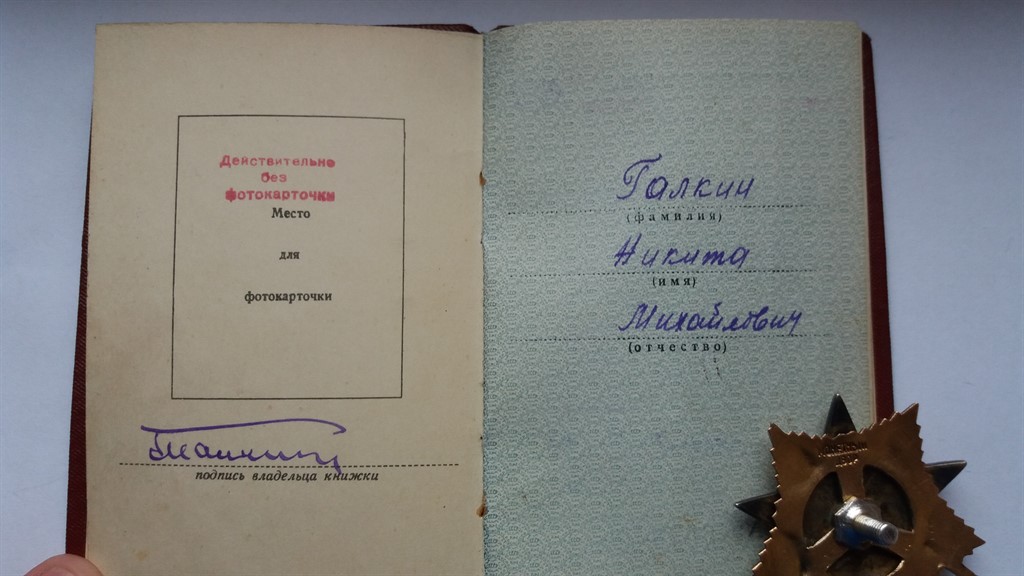 Действительно
без
фотокарточки
Место
для
фотокарточки
подпись владельца книжки
Галкин
(фамилия)
Никита
(имя)
Михайлович
(отчество)